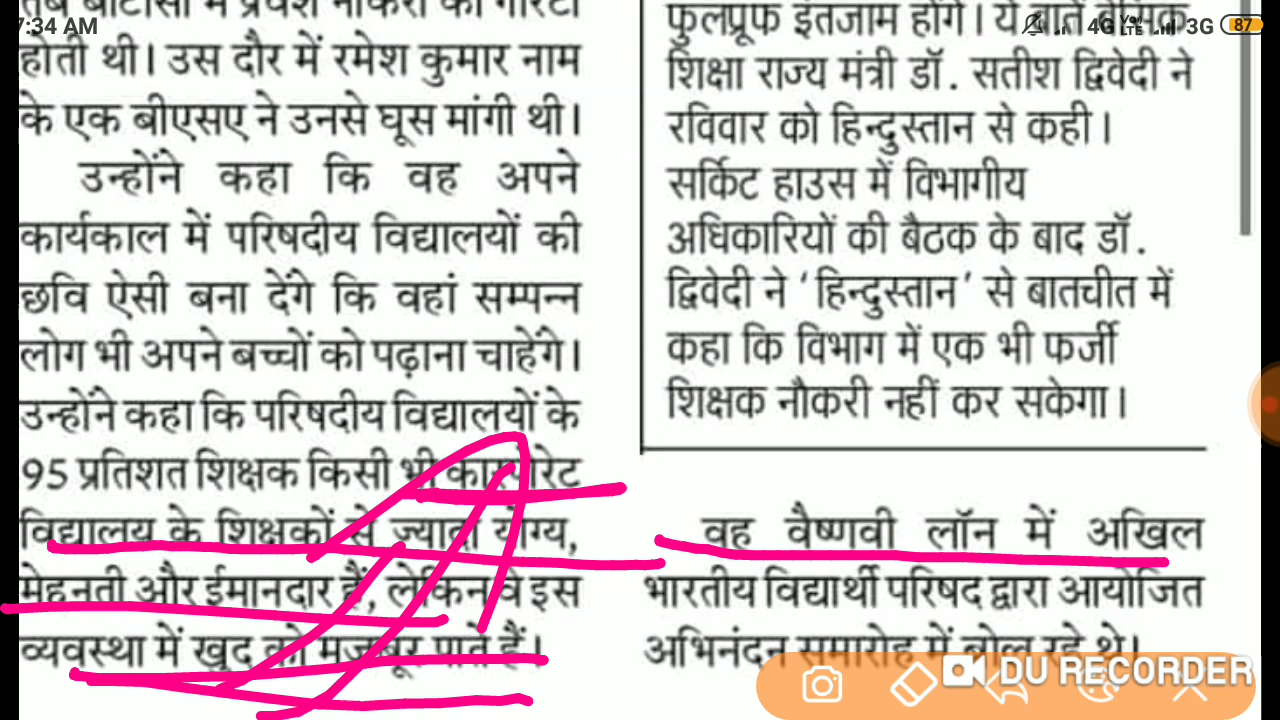 7:34 AM
4G VoLTE 3G 87
होती थी। उस दौर में रमेश कुमार नाम
के एक बीएसए ने उनसे घूस मांगी थी।
उन्होंने कहा कि वह अपने
कार्यकाल में परिषदीय विद्यालयों की
छवि ऐसी बना देंगे कि वहां सम्पन्न
लोग भी अपने बच्चों को पढ़ाना चाहेंगे।
उन्होंने कहा कि परिषदीय विद्यालयों के
95 प्रतिशत शिक्षक किसी भी कारपोरेट
विद्यालय के शिक्षकों से ज्यादा योग्य,
मेहनती और ईमानदार हैं, लेकिन वे इस
व्यवस्था में खुद को मजबूर पाते हैं।
फुलप्रूफ इंतजाम होंगे। ये बातें बेसिक
शिक्षा राज्य मंत्री डॉ. सतीश द्विवेदी ने
रविवार को हिन्दुस्तान से कही।
सर्किट हाउस में विभागीय
अधिकारियों की बैठक के बाद डॉ.
द्विवेदी ने ‘हिन्दुस्तान’ से बातचीत में
कहा कि विभाग में एक भी फर्जी
शिक्षक नौकरी नहीं कर सकेगा।
वह वैष्णवी लॉन में अखिल
भारतीय विद्यार्थी परिषद द्वारा आयोजित
अभिनंदन समारोह में बोल रहे थे।
DU RECORDER